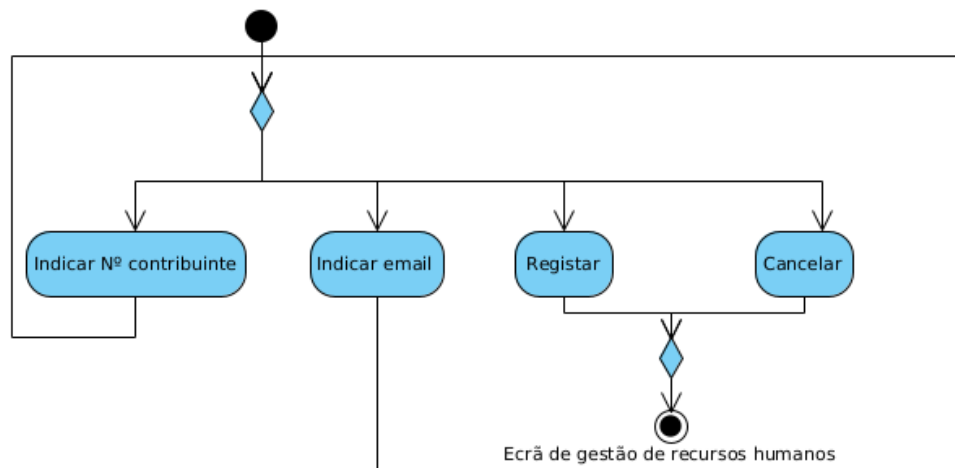 Indicar Nº contribuinte
Indicar email
Registar
Cancelar
Ecrã de gestão de recursos humanos